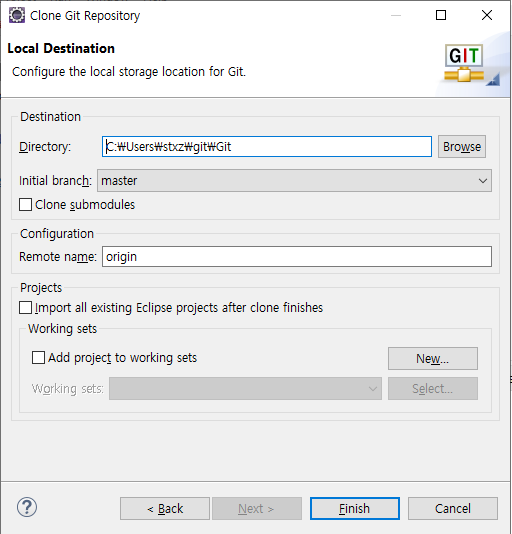 Clone Git Repository
Local Destination
Configure the local storage location for Git.
GIT
Destination
Directory: C:₩Users₩stxz₩git₩Git Browse
Initial branch: master
Clone submodules
Configuration
Remote name: origin
Projects
Import all existing Eclipse projects after clone finishes
Working sets
Add project to working sets New...
Working sets: Select...
? < Back Next > Finish Cancel